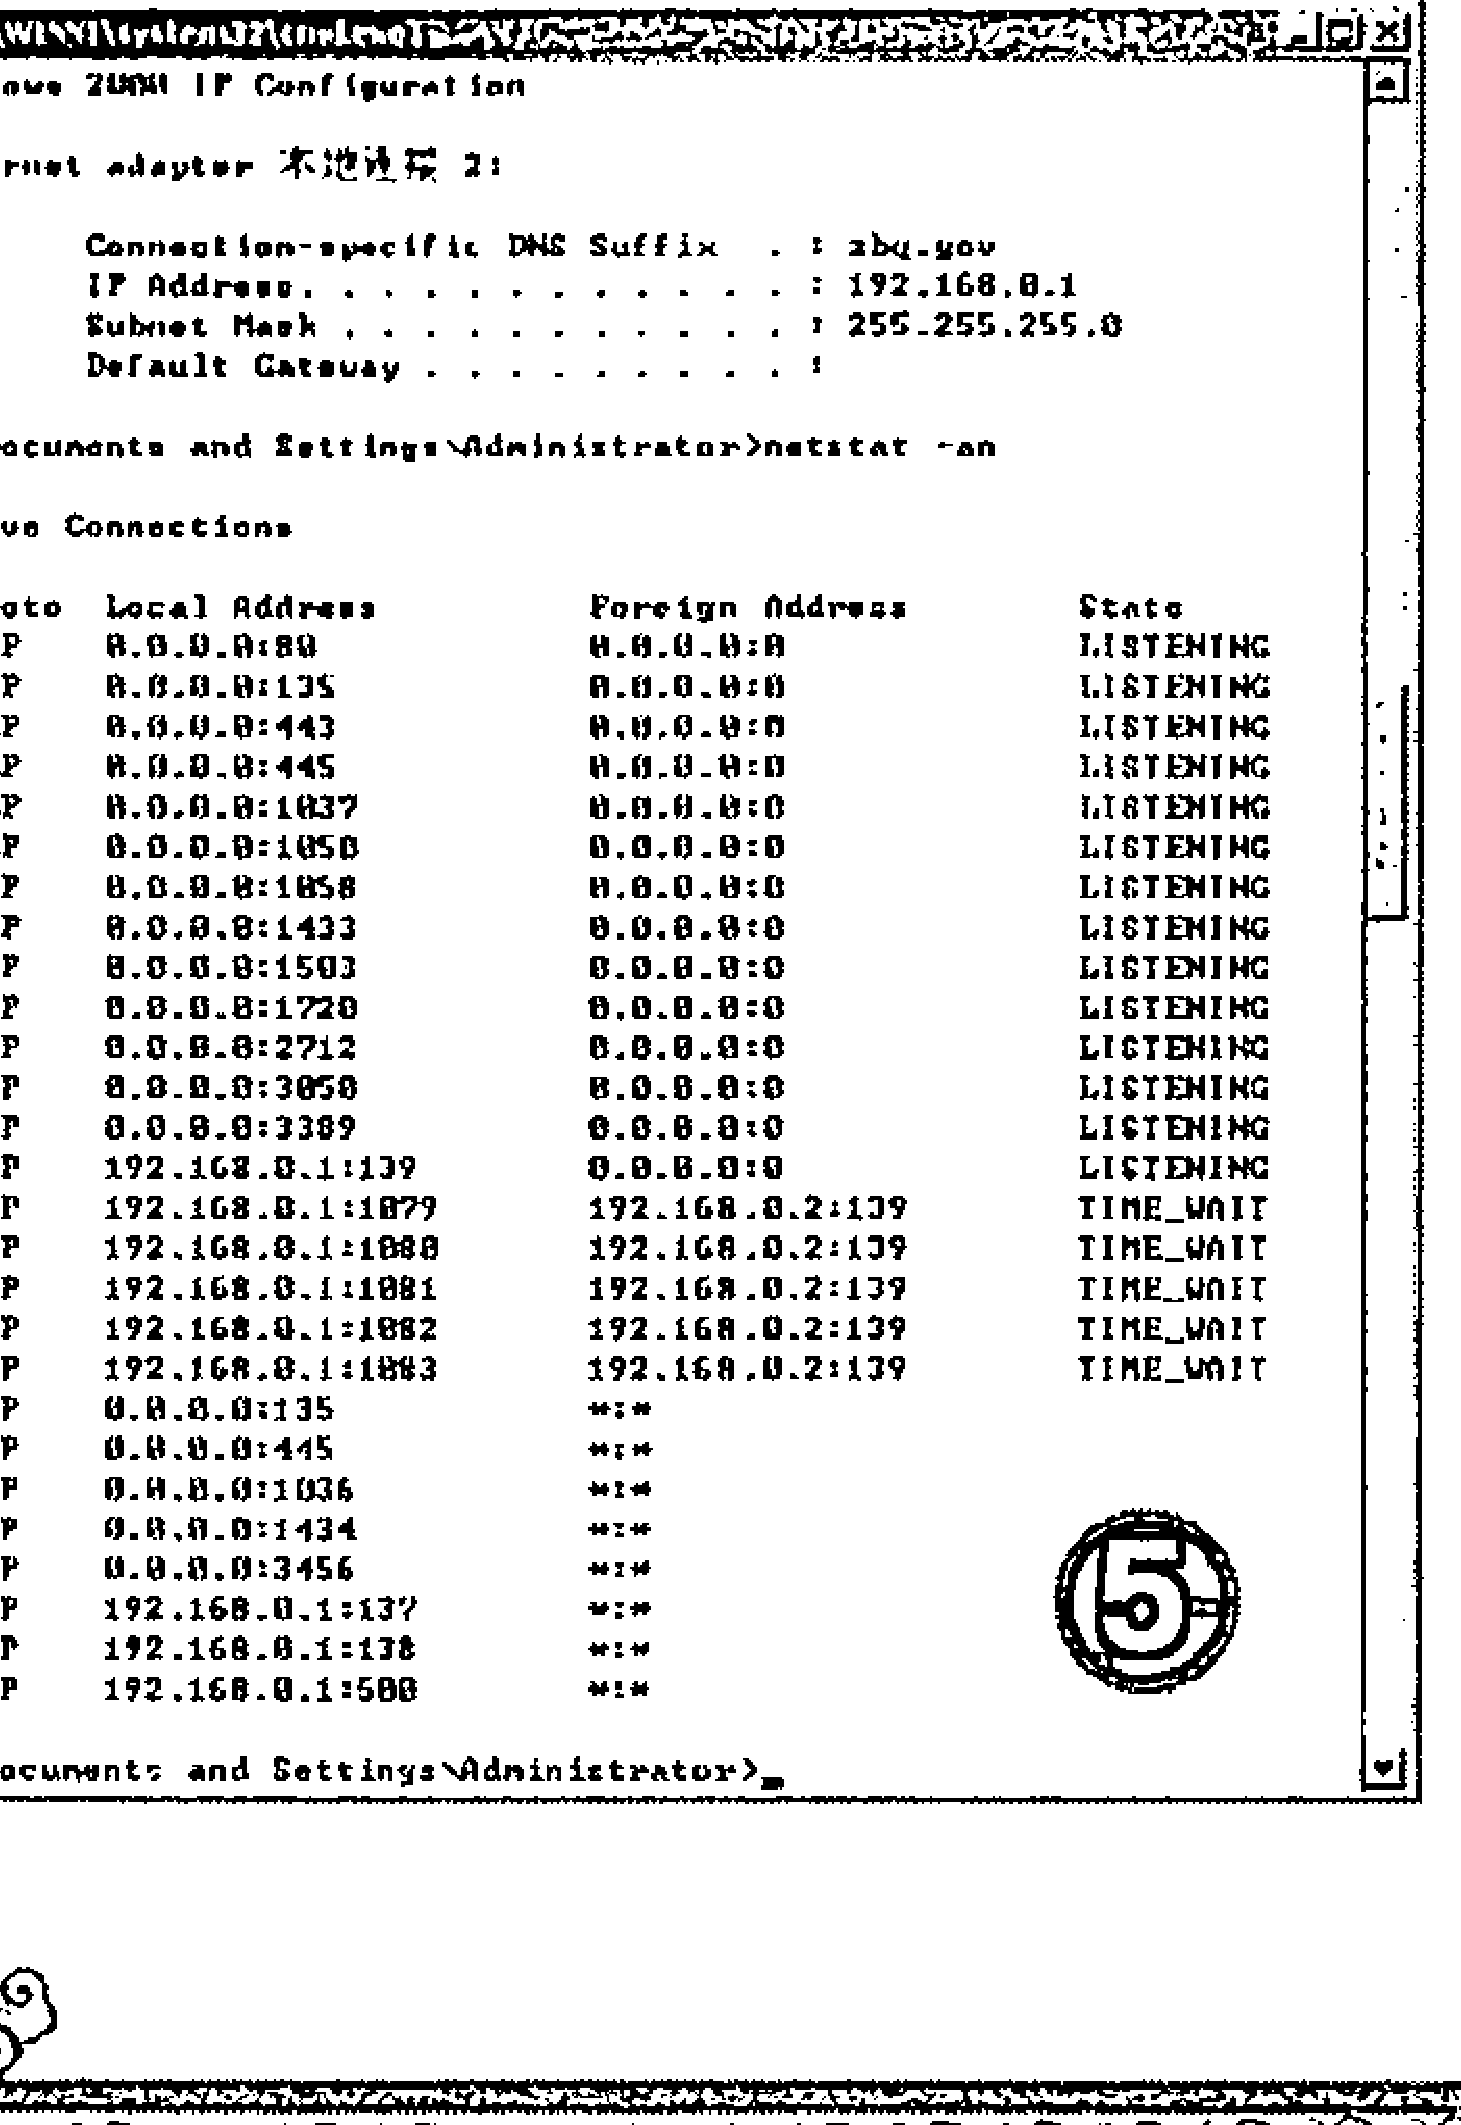 \WINNT\system32\cmd.exe
ows 2000 IP Configuration
rnet adapter 本地连接 2:
Connection-specific DNS Suffix . : zbq.gov
IP Address. . . . . . . . . . . . : 192.168.0.1
Subnet Mask . . . . . . . . . . . : 255.255.255.0
Default Gateway . . . . . . . . . :
ocuments and Settings\Administrator>netstat -an
ve Connections
oto Local Address Foreign Address State
P 0.0.0.0:80 0.0.0.0:0 LISTENING
P 0.0.0.0:135 0.0.0.0:0 LISTENING
P 0.0.0.0:443 0.0.0.0:0 LISTENING
P 0.0.0.0:445 0.0.0.0:0 LISTENING
P 0.0.0.0:1037 0.0.0.0:0 LISTENING
P 0.0.0.0:1050 0.0.0.0:0 LISTENING
P 0.0.0.0:1058 0.0.0.0:0 LISTENING
P 0.0.0.0:1433 0.0.0.0:0 LISTENING
P 0.0.0.0:1503 0.0.0.0:0 LISTENING
P 0.0.0.0:1720 0.0.0.0:0 LISTENING
P 0.0.0.0:2712 0.0.0.0:0 LISTENING
P 0.0.0.0:3050 0.0.0.0:0 LISTENING
P 0.0.0.0:3389 0.0.0.0:0 LISTENING
P 192.168.0.1:139 0.0.0.0:0 LISTENING
P 192.168.0.1:1079 192.168.0.2:139 TIME_WAIT
P 192.168.0.1:1080 192.168.0.2:139 TIME_WAIT
P 192.168.0.1:1081 192.168.0.2:139 TIME_WAIT
P 192.168.0.1:1082 192.168.0.2:139 TIME_WAIT
P 192.168.0.1:1083 192.168.0.2:139 TIME_WAIT
P 0.0.0.0:135 *:*
P 0.0.0.0:445 *:*
P 0.0.0.0:1036 *:*
P 0.0.0.0:1434 *:*
P 0.0.0.0:3456 *:*
P 192.168.0.1:137 *:*
P 192.168.0.1:138 *:*
P 192.168.0.1:500 *:*
5
ocuments and Settings\Administrator>_